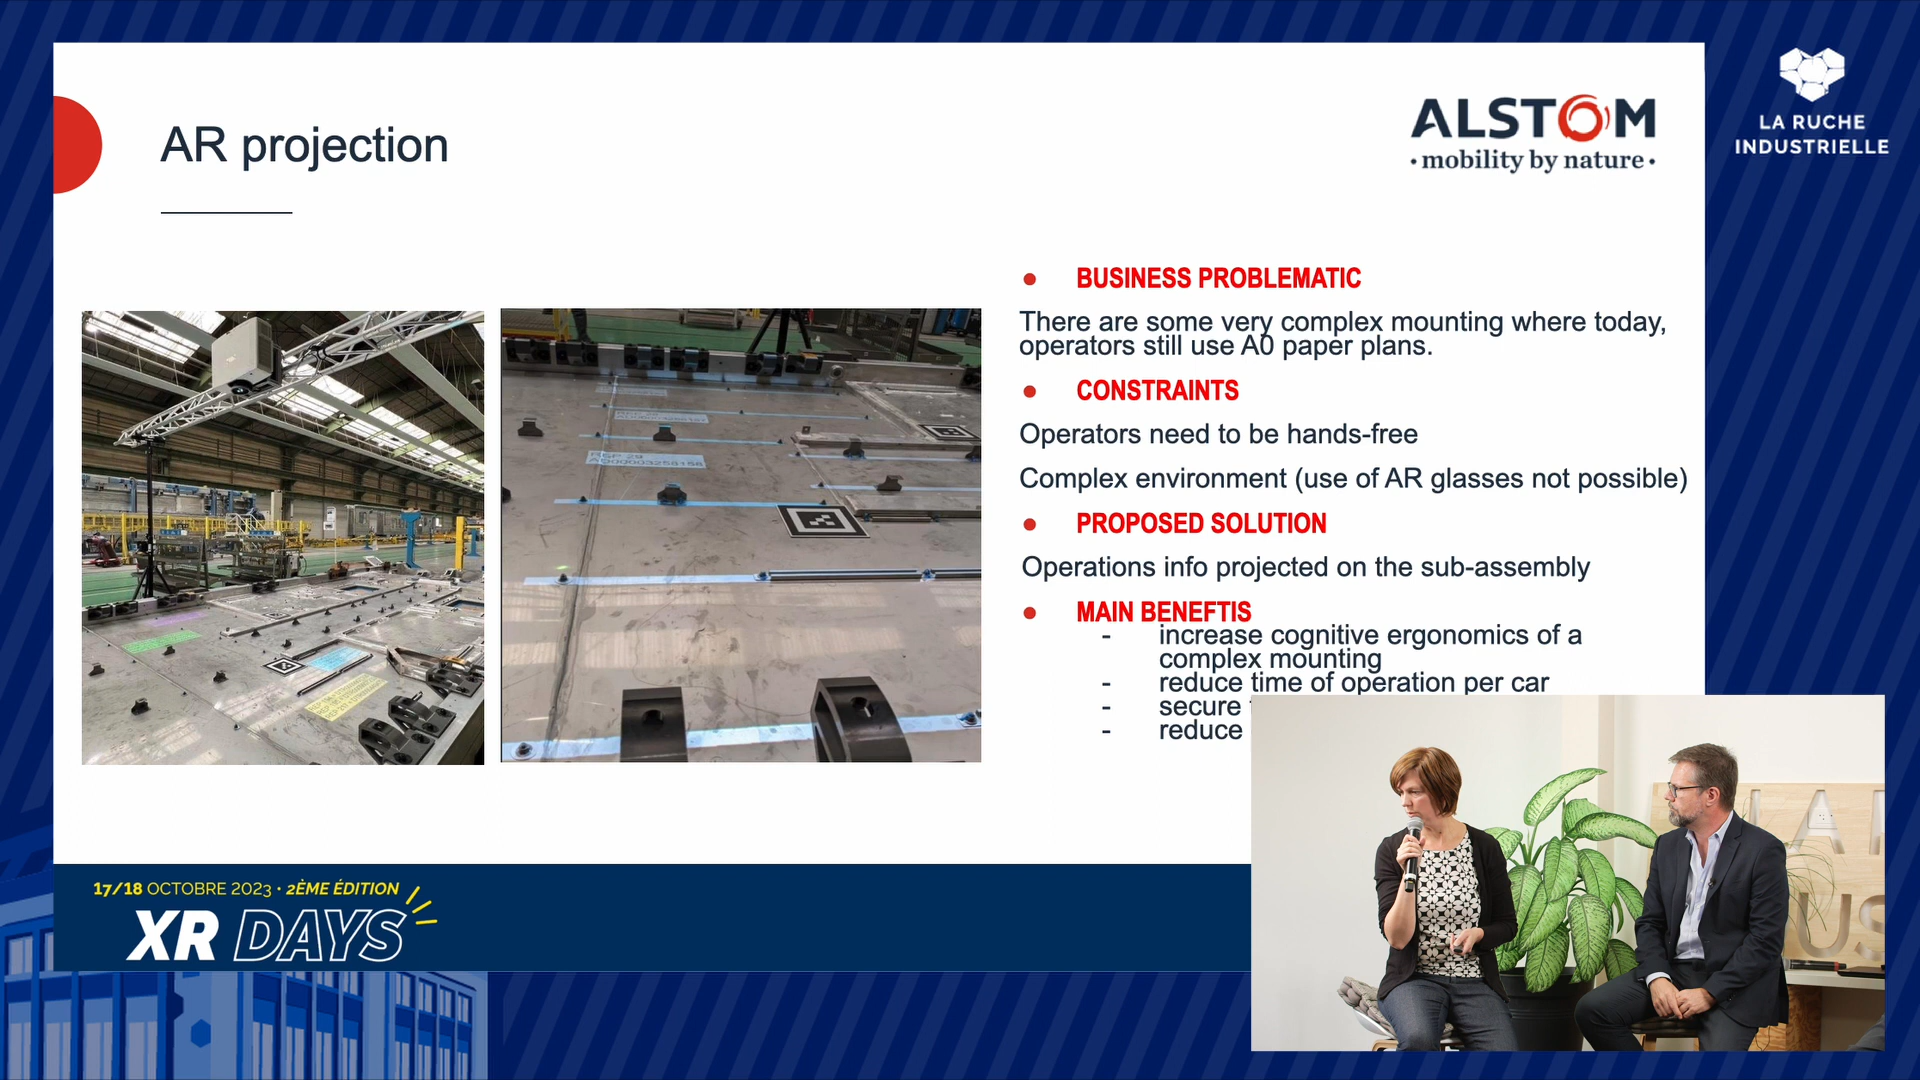 AR projection
ALSTOM
• mobility by nature •
LA RUCHE
INDUSTRIELLE
• BUSINESS PROBLEMATIC
There are some very complex mounting where today,
operators still use A0 paper plans.
• CONSTRAINTS
Operators need to be hands-free
Complex environment (use of AR glasses not possible)
• PROPOSED SOLUTION
Operations info projected on the sub-assembly
• MAIN BENEFTIS
- increase cognitive ergonomics of a
complex mounting
- reduce time of operation per car
- secure
- reduce
REP 29
17/18 OCTOBRE 2023 • 2ÈME ÉDITION
XR DAYS